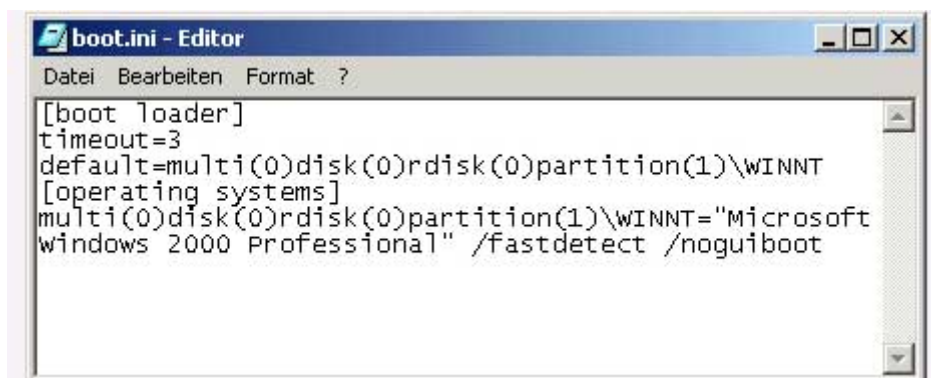 boot.ini - Editor
Datei Bearbeiten Format ?
[boot loader]
timeout=3
default=multi(0)disk(0)rdisk(0)partition(1)\WINNT
[operating systems]
multi(0)disk(0)rdisk(0)partition(1)\WINNT="Microsoft
Windows 2000 Professional" /fastdetect /noguiboot